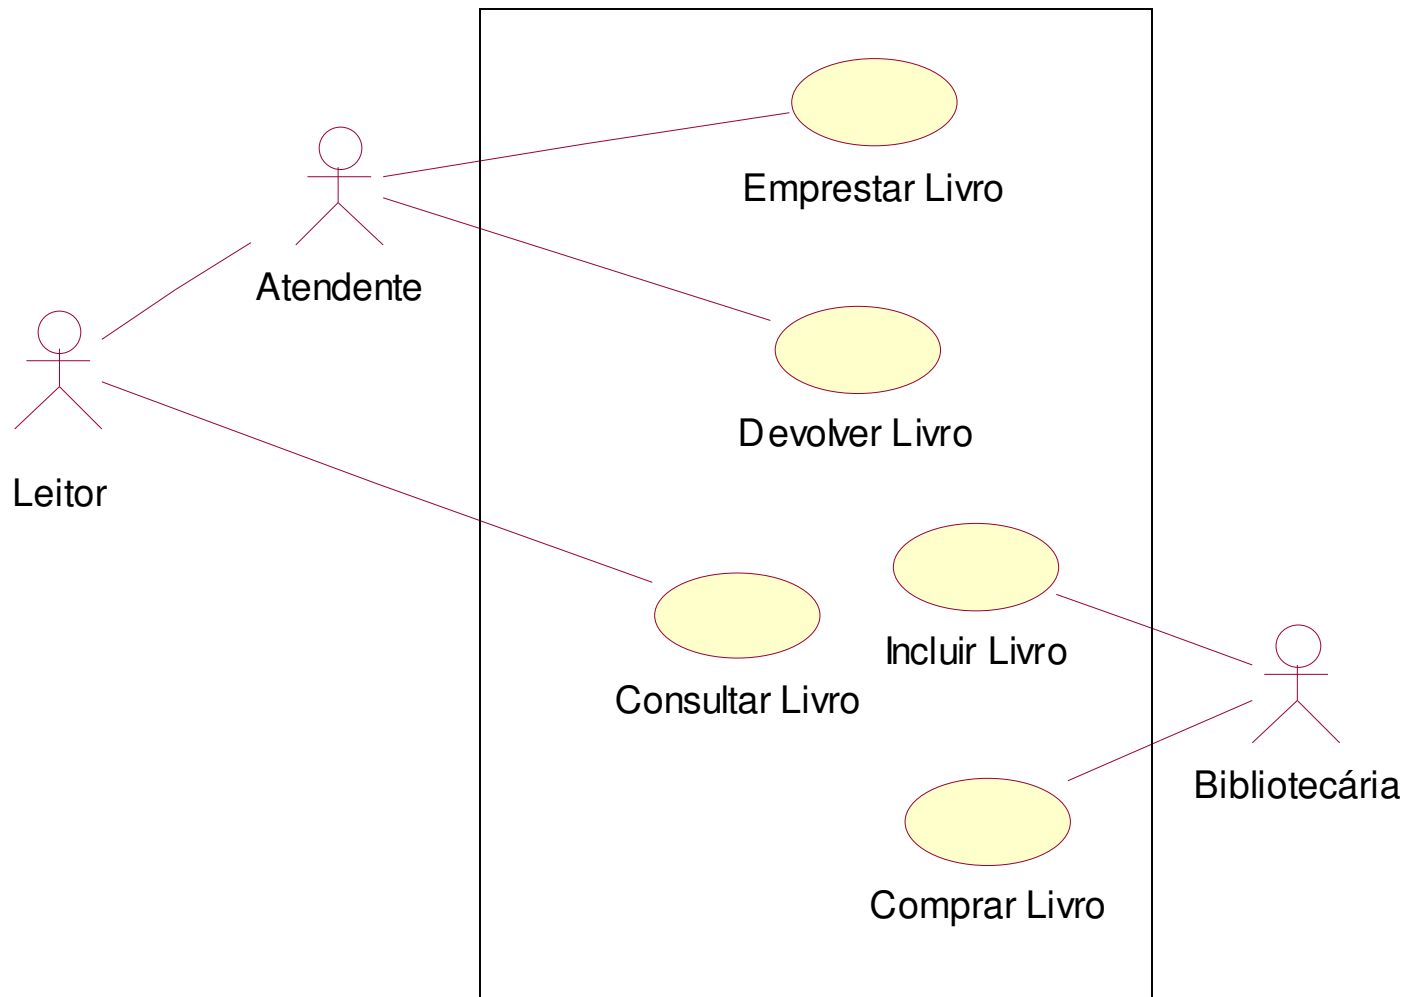 Emprestar Livro
Atendente
Devolver Livro
Leitor
Incluir Livro
Consultar Livro
Bibliotecária
Comprar Livro